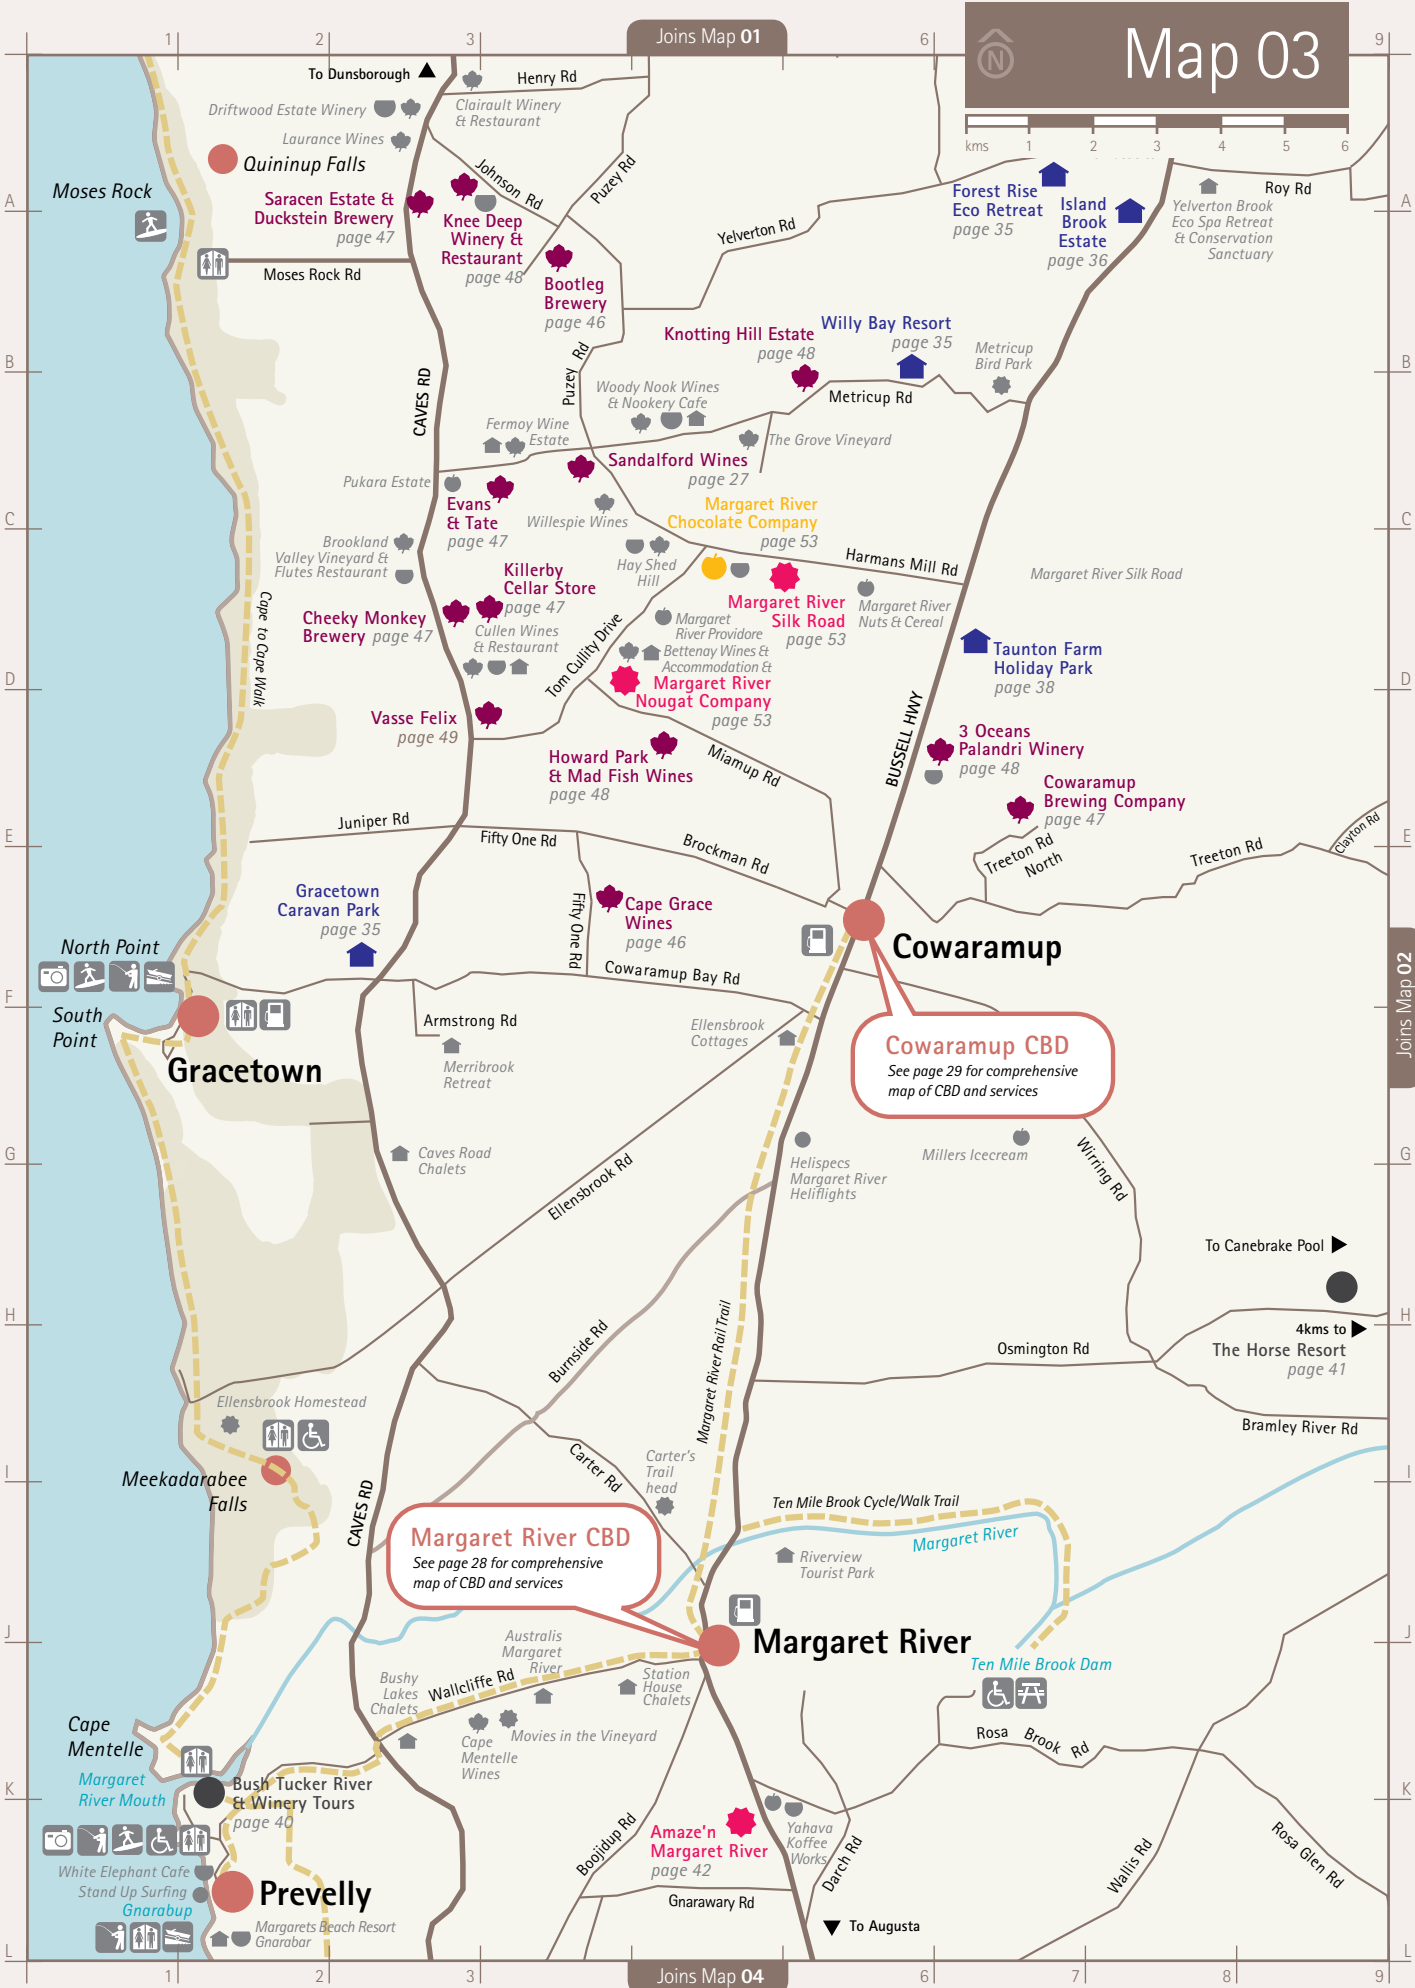 Joins Map 01
Map 03
1
2
3
6
9
N
kms
1
2
3
4
5
6
To Dunsborough
Henry Rd
Driftwood Estate Winery
Clairault Winery
& Restaurant
Laurance Wines
Quininup Falls
Johnson Rd
Puzey Rd
Moses Rock
Saracen Estate &
Duckstein Brewery
page 47
Knee Deep
Winery &
Restaurant
page 48
Yelverton Rd
Forest Rise
Eco Retreat
page 35
Island
Brook
Estate
page 36
Roy Rd
Yelverton Brook
Eco Spa Retreat
& Conservation
Sanctuary
A
A
Moses Rock Rd
Bootleg
Brewery
page 46
Knotting Hill Estate
page 48
Willy Bay Resort
page 35
Metricup
Bird Park
B
B
CAVES RD
Puzey Rd
Woody Nook Wines
& Nookery Cafe
Metricup Rd
Fermoy Wine
Estate
The Grove Vineyard
Sandalford Wines
page 27
Pukara Estate
Evans
& Tate
page 47
Willespie Wines
Margaret River
Chocolate Company
page 53
C
C
Brookland
Valley Vineyard &
Flutes Restaurant
Hay Shed
Hill
Harmans Mill Rd
Margaret River Silk Road
Killerby
Cellar Store
page 47
Margaret River
Silk Road
page 53
Margaret River
Nuts & Cereal
Cape to Cape Walk
Cheeky Monkey
Brewery page 47
Cullen Wines
& Restaurant
Tom Cullity Drive
Margaret
River Providore
Bettenay Wines &
Accommodation &
Margaret River
Nougat Company
page 53
Taunton Farm
Holiday Park
page 38
D
D
Vasse Felix
page 49
Howard Park
& Mad Fish Wines
page 48
Miamup Rd
BUSSELL HWY
3 Oceans
Palandri Winery
page 48
Cowaramup
Brewing Company
page 47
Juniper Rd
Fifty One Rd
Brockman Rd
Treeton Rd
North
Treeton Rd
Clayton Rd
E
E
Gracetown
Caravan Park
page 35
Fifty One Rd
Cape Grace
Wines
page 46
North Point
Cowaramup
Cowaramup Bay Rd
Joins Map 02
F
South
Point
Armstrong Rd
Ellensbrook
Cottages
Cowaramup CBD
See page 29 for comprehensive
map of CBD and services
Gracetown
Merribrook
Retreat
G
G
Caves Road
Chalets
Ellensbrook Rd
Helispecs
Margaret River
Heliflights
Millers Icecream
Wirring Rd
To Canebrake Pool
H
H
4kms to
The Horse Resort
page 41
Burnside Rd
Margaret River Rail Trail
Osmington Rd
Ellensbrook Homestead
Bramley River Rd
Carter Rd
Carter's
Trail
head
I
I
Meekadarabee
Falls
CAVES RD
Ten Mile Brook Cycle/Walk Trail
Margaret River CBD
See page 28 for comprehensive
map of CBD and services
Margaret River
Riverview
Tourist Park
J
J
Margaret River
Australis
Margaret
River
Ten Mile Brook Dam
Bushy
Lakes
Chalets
Wallcliffe Rd
Station
House
Chalets
Cape
Mentelle
Cape
Mentelle
Wines
Movies in the Vineyard
Rosa Brook Rd
K
K
Margaret
River Mouth
Bush Tucker River
& Winery Tours
page 40
Boojidup Rd
Amaze'n
Margaret River
page 42
Yahava
Koffee
Works
Darch Rd
Wallis Rd
Rosa Glen Rd
White Elephant Cafe
Stand Up Surfing
Gnarabup
Prevelly
Gnarawary Rd
Margarets Beach Resort
Gnarabar
To Augusta
L
L
1
2
3
Joins Map 04
6
7
8
9